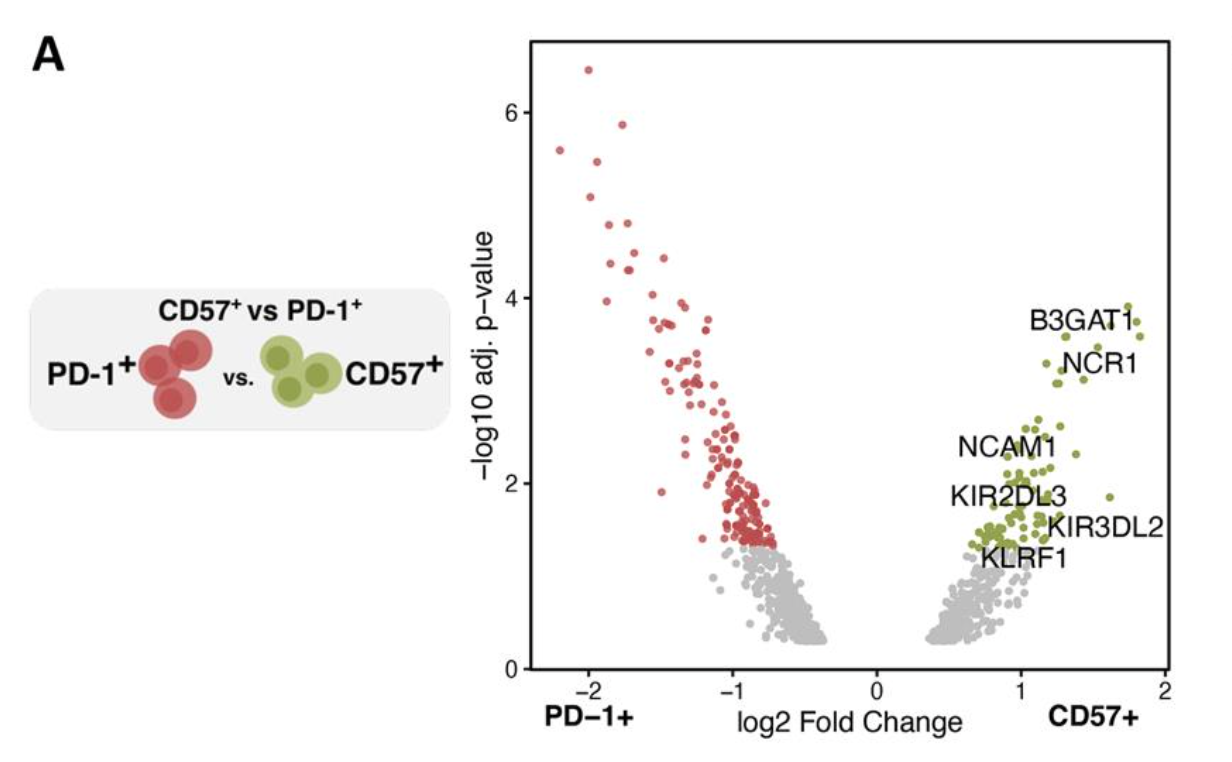 A
CD57+ vs PD-1+
PD-1+ vs. CD57+
−log10 adj. p−value
6
4
2
0
B3GAT1
NCR1
NCAM1
KIR2DL3
KIR3DL2
KLRF1
−2 −1 0 1 2
PD−1+ log2 Fold Change CD57+